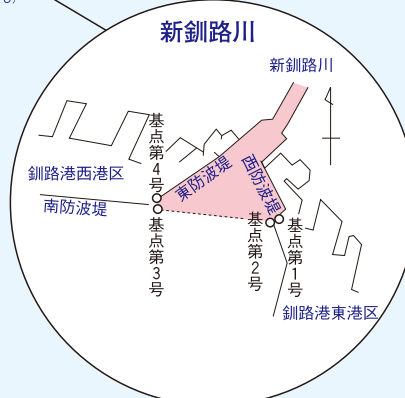 新釧路川
新釧路川
基点第4号
釧路港西港区
東防波堤
西防波堤
南防波堤
基点第3号
基点第2号
基点第1号
釧路港東港区